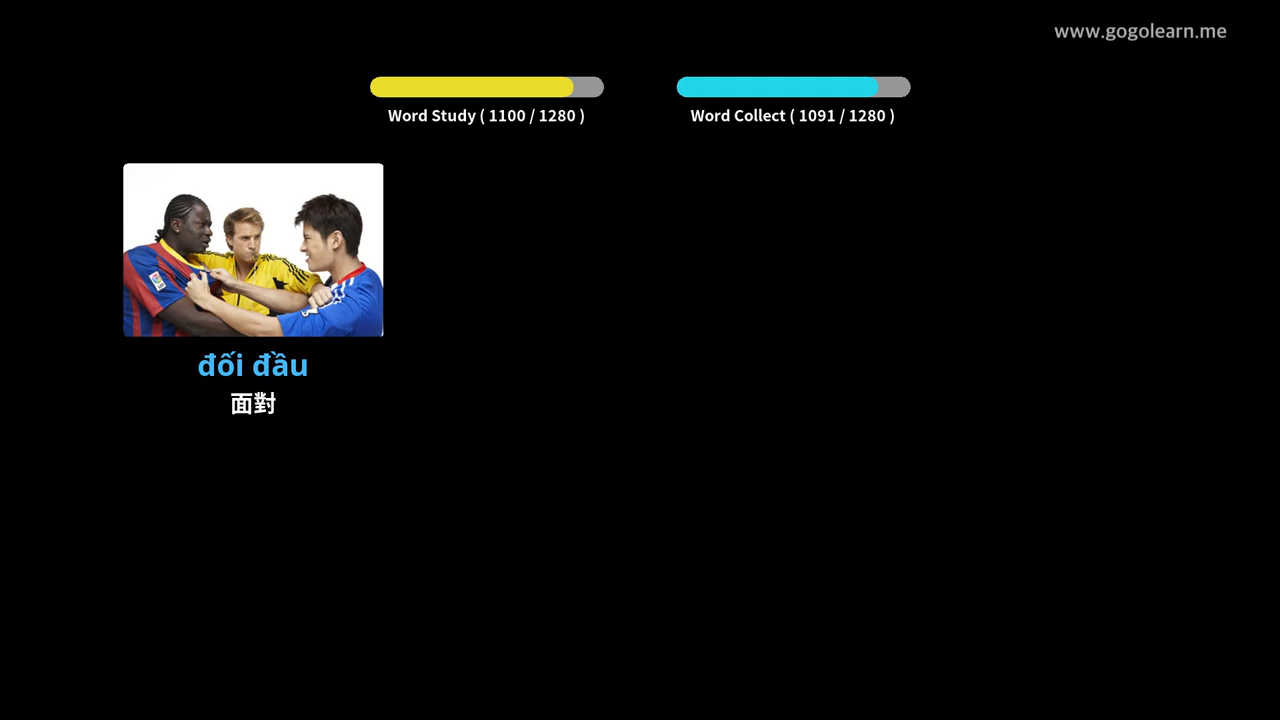 www.gogolearn.me
Word Study ( 1100 / 1280 )
Word Collect ( 1091 / 1280 )
đối đầu
面對